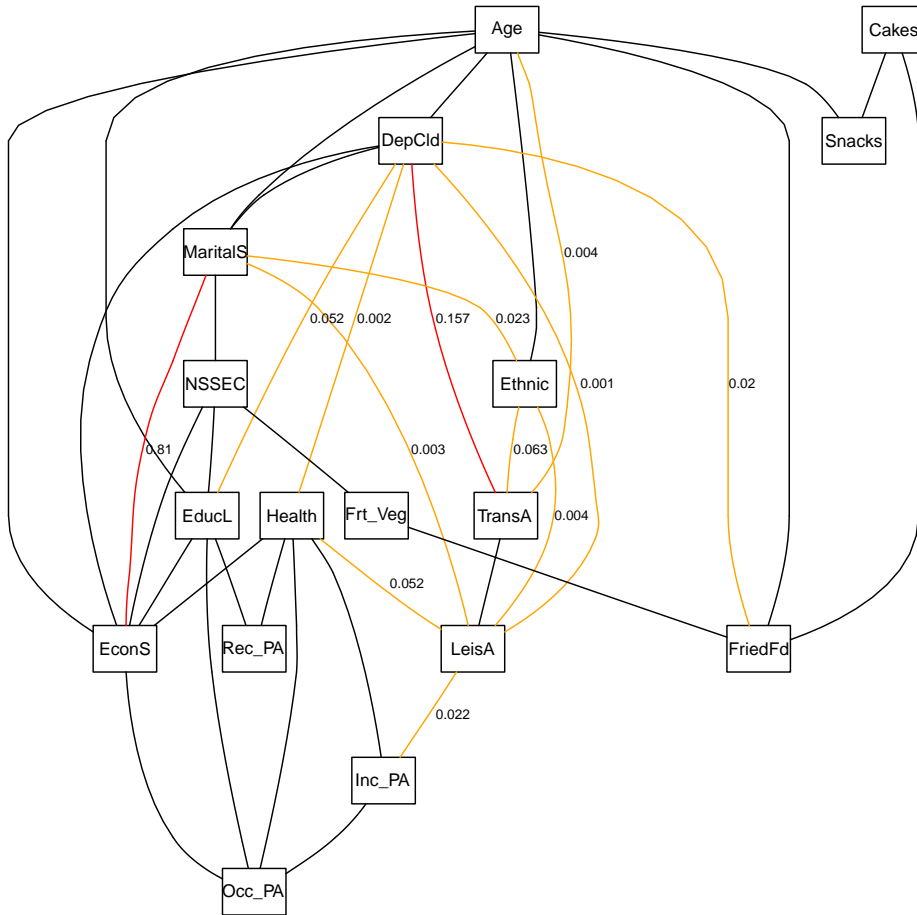 Age
Cakes
DepCld
Snacks
MaritalS
0.004
0.052
0.002
0.157
0.023
NSSEC
Ethnic
0.001
0.02
0.81
0.003
0.063
EducL
Health
Frt_Veg
TransA
0.004
0.052
EconS
Rec_PA
LeisA
FriedFd
0.022
Inc_PA
Occ_PA